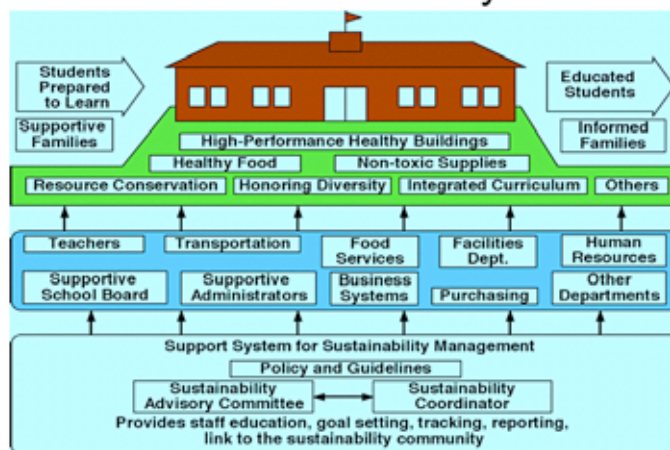 Students
Prepared
to Learn
Educated
Students
Supportive
Families
Informed
Families
High-Performance Healthy Buildings
Healthy Food
Non-toxic Supplies
Resource Conservation
Honoring Diversity
Integrated Curriculum
Others
Teachers
Transportation
Food
Services
Facilities
Dept.
Human
Resources
Supportive
School Board
Supportive
Administrators
Business
Systems
Purchasing
Other
Departments
Support System for Sustainability Management
Policy and Guidelines
Sustainability
Advisory Committee
Sustainability
Coordinator
Provides staff education, goal setting, tracking, reporting,
link to the sustainability community